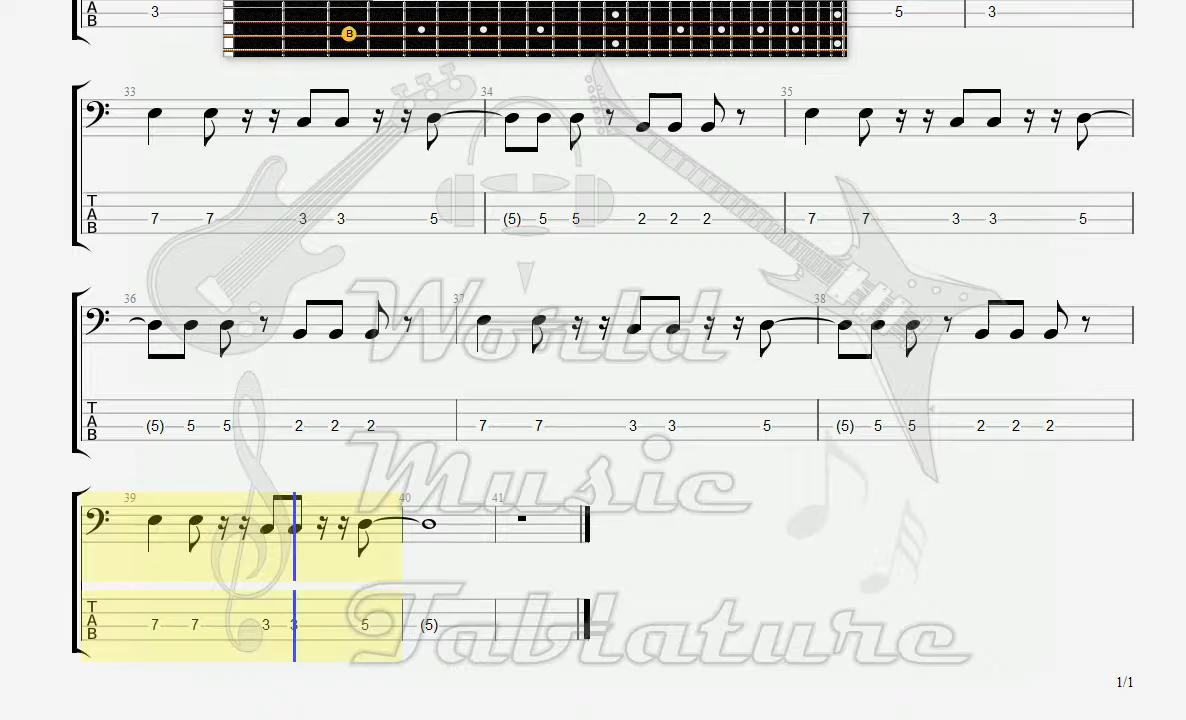 A 3 5 3
B
B
33 34 35
T
A 7 7 3 3 5 (5) 5 5 2 2 2 7 7 3 3 5
B
36 37 38
T
A (5) 5 5 2 2 2 7 7 3 3 5 (5) 5 5 2 2 2
B
39 40 41
T
A 7 7 3 3 5 (5)
B
World
Music
Tablature
1/1